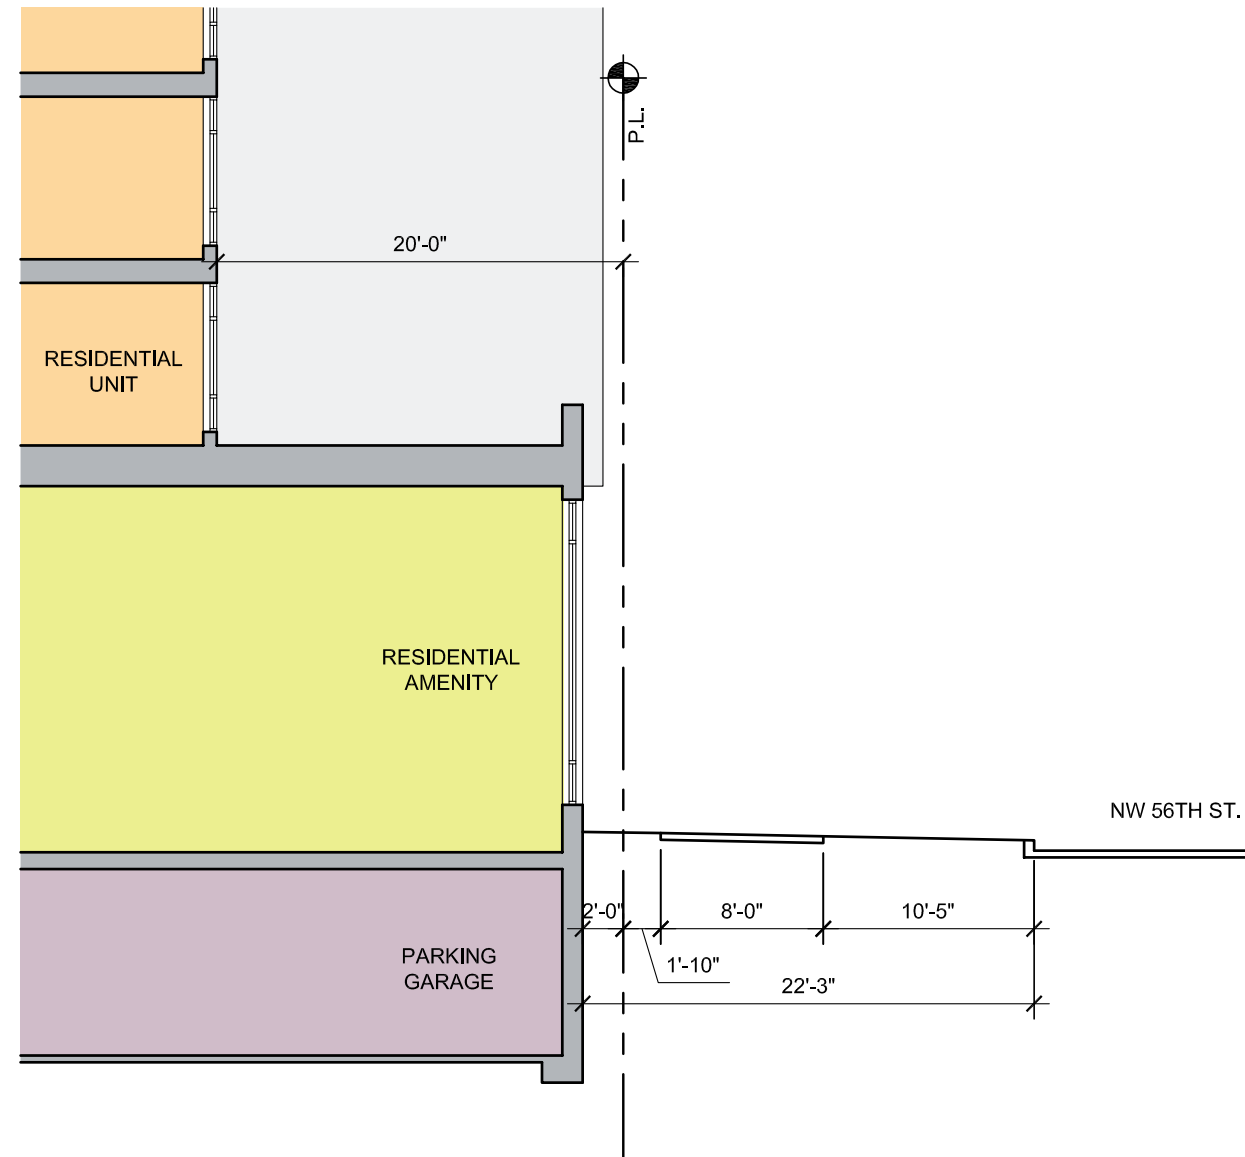 P.L.
20'-0"
RESIDENTIAL
UNIT
RESIDENTIAL
AMENITY
NW 56TH ST.
2'-0"
8'-0"
10'-5"
1'-10"
PARKING
GARAGE
22'-3"